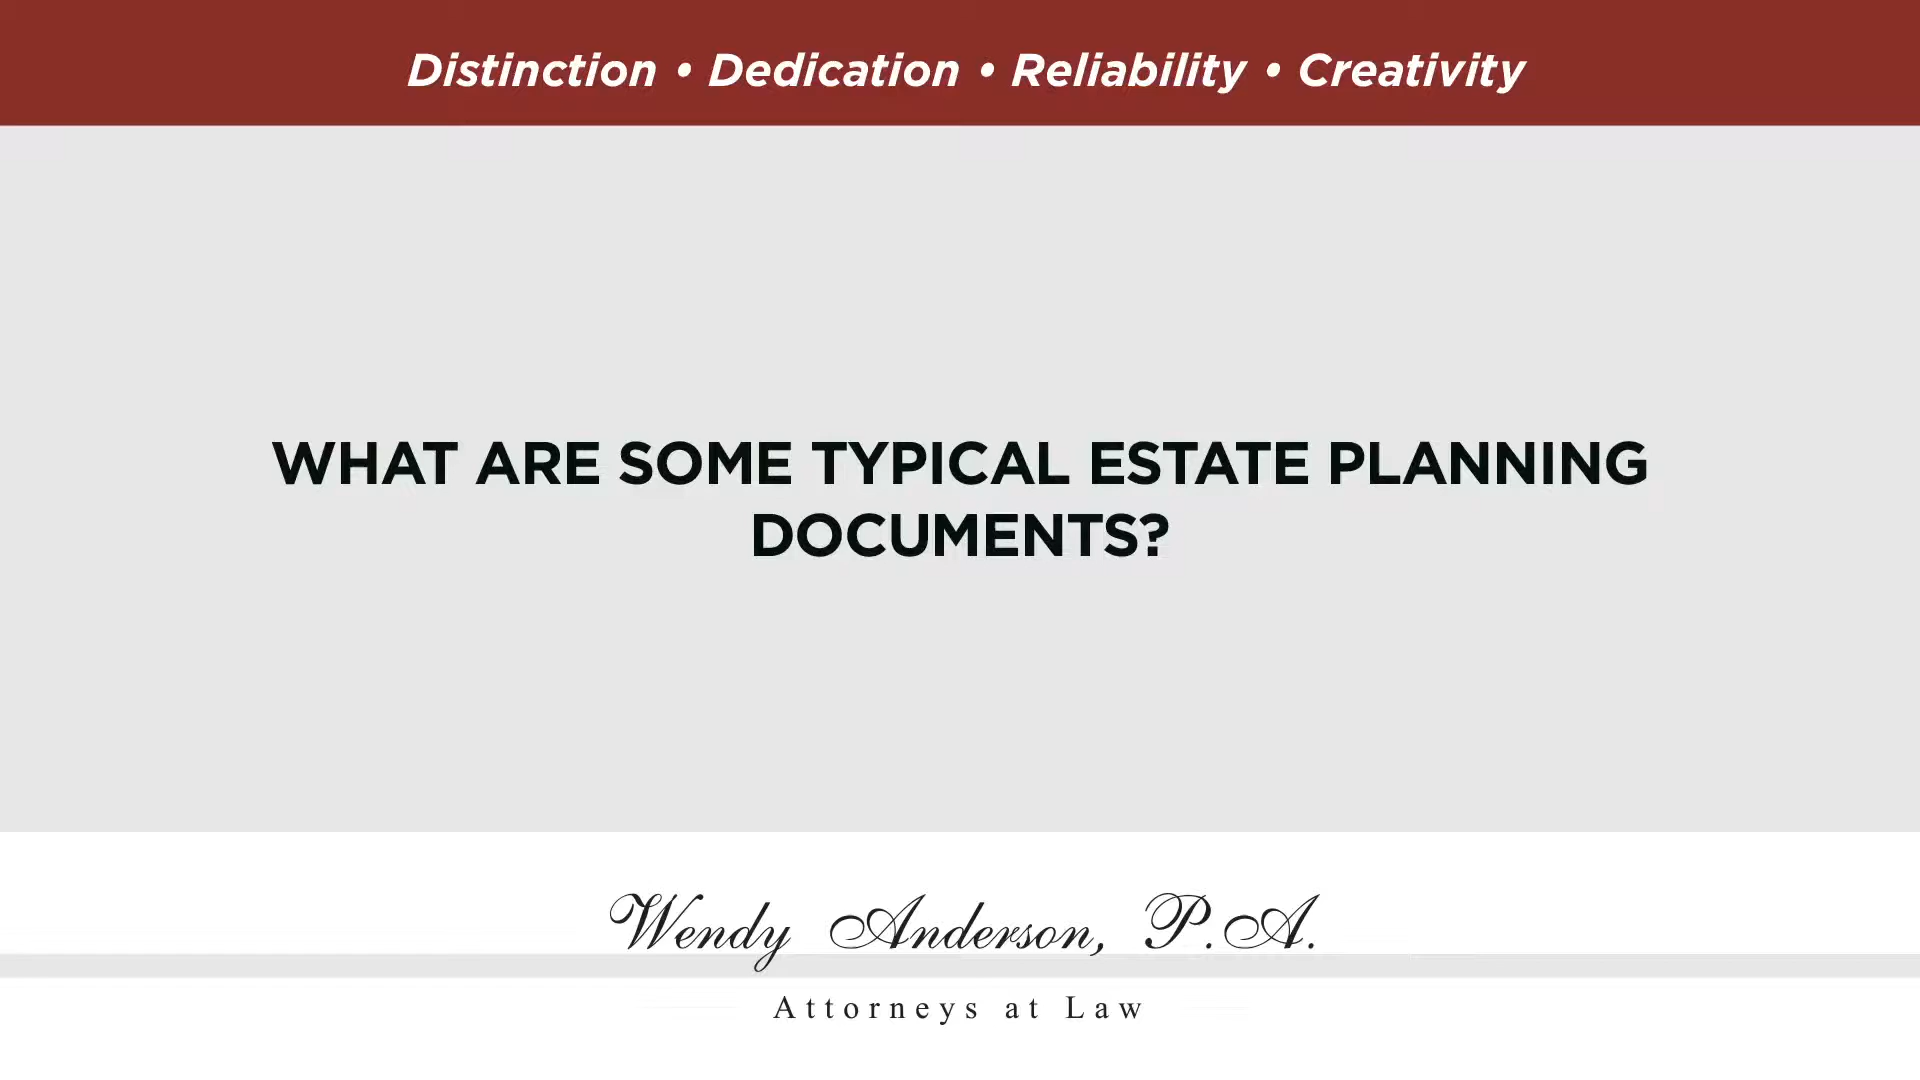 Distinction • Dedication • Reliability • Creativity
WHAT ARE SOME TYPICAL ESTATE PLANNING
DOCUMENTS?
Wendy Anderson, P.A.
Attorneys at Law